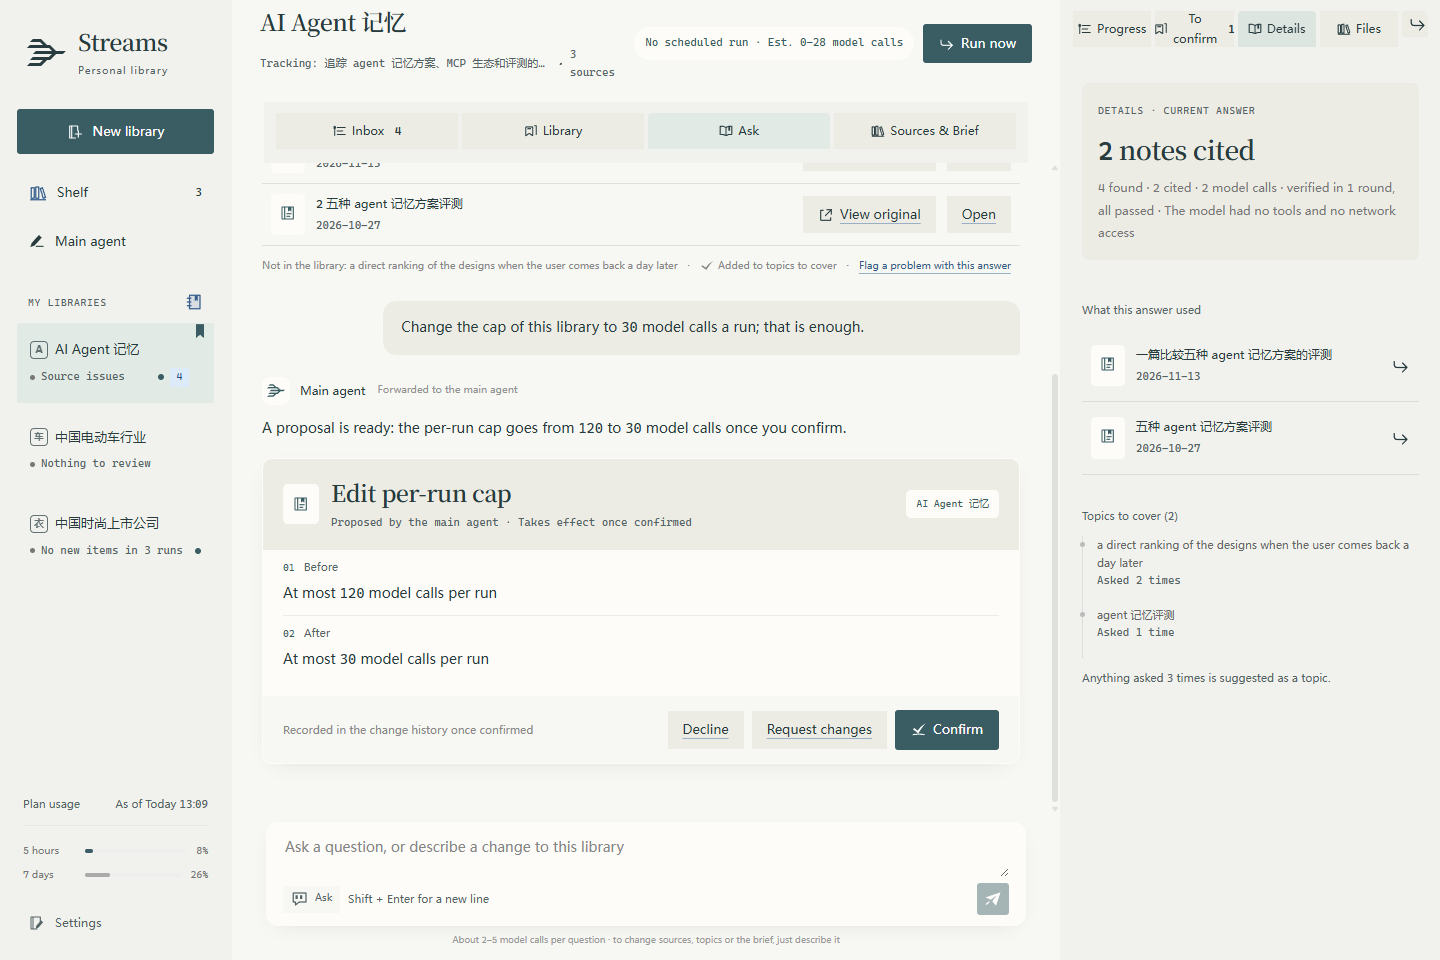 Streams
Personal library
New library
Shelf 3
Main agent
MY LIBRARIES
A AI Agent 记忆
Source issues 4
车 中国电动车行业
Nothing to review
衣 中国时尚上市公司
No new items in 3 runs
Plan usage As of Today 13:09
5 hours 8%
7 days 26%
Settings
AI Agent 记忆
Tracking: 追踪 agent 记忆方案、MCP 生态和评测的… · 3 sources
No scheduled run · Est. 0–28 model calls
Run now
Inbox 4
Library
Ask
Sources & Brief
2026-11-13
2 五种 agent 记忆方案评测
2026-10-27
View original
Open
Not in the library: a direct ranking of the designs when the user comes back a day later · Added to topics to cover · Flag a problem with this answer
Change the cap of this library to 30 model calls a run; that is enough.
Main agent Forwarded to the main agent
A proposal is ready: the per-run cap goes from 120 to 30 model calls once you confirm.
Edit per-run cap
Proposed by the main agent · Takes effect once confirmed
AI Agent 记忆
01 Before
At most 120 model calls per run
02 After
At most 30 model calls per run
Recorded in the change history once confirmed
Decline
Request changes
Confirm
Ask a question, or describe a change to this library
Ask Shift + Enter for a new line
About 2–5 model calls per question · to change sources, topics or the brief, just describe it
Progress
To confirm 1
Details
Files
DETAILS · CURRENT ANSWER
2 notes cited
4 found · 2 cited · 2 model calls · verified in 1 round,
all passed · The model had no tools and no network
access
What this answer used
一篇比较五种 agent 记忆方案的评测
2026-11-13
五种 agent 记忆方案评测
2026-10-27
Topics to cover (2)
a direct ranking of the designs when the user comes back a
day later
Asked 2 times
agent 记忆评测
Asked 1 time
Anything asked 3 times is suggested as a topic.